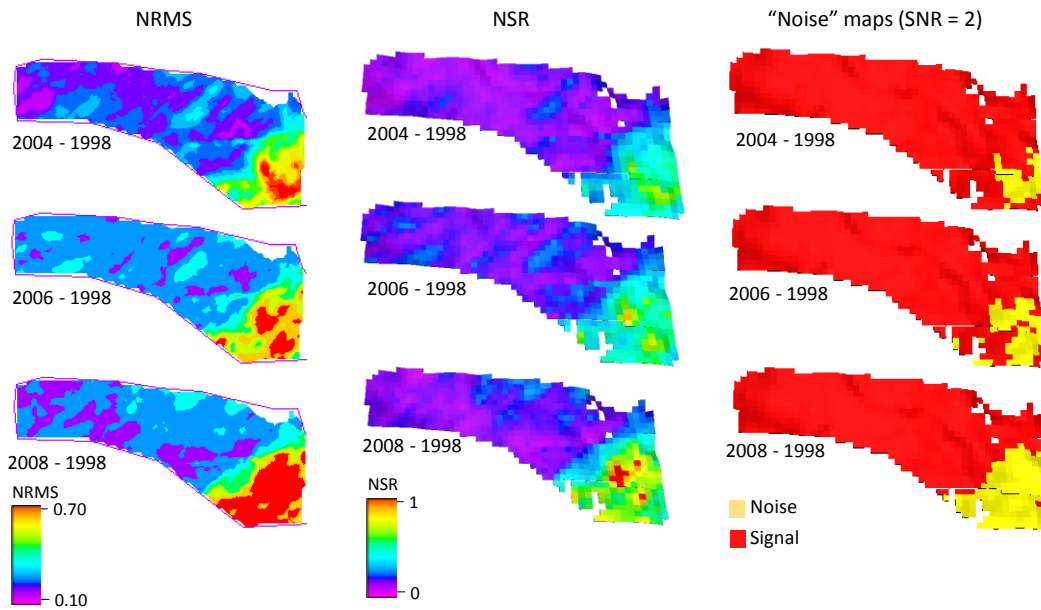 NRMS
NSR
“Noise” maps (SNR = 2)
2004 - 1998
2004 - 1998
2004 - 1998
2006 - 1998
2006 - 1998
2006 - 1998
2008 - 1998
2008 - 1998
2008 - 1998
NRMS
0.70
0.10
NSR
1
0
Noise
Signal